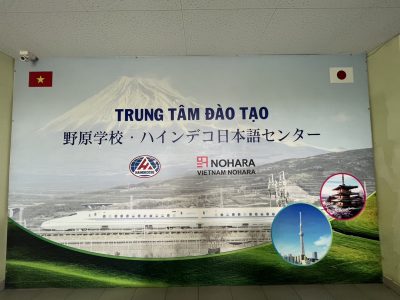 TRUNG TÂM ĐÀO TẠO
野原学校・ハインデコ日本語センター
HAINDECO
NOHARA
VIETNAM NOHARA